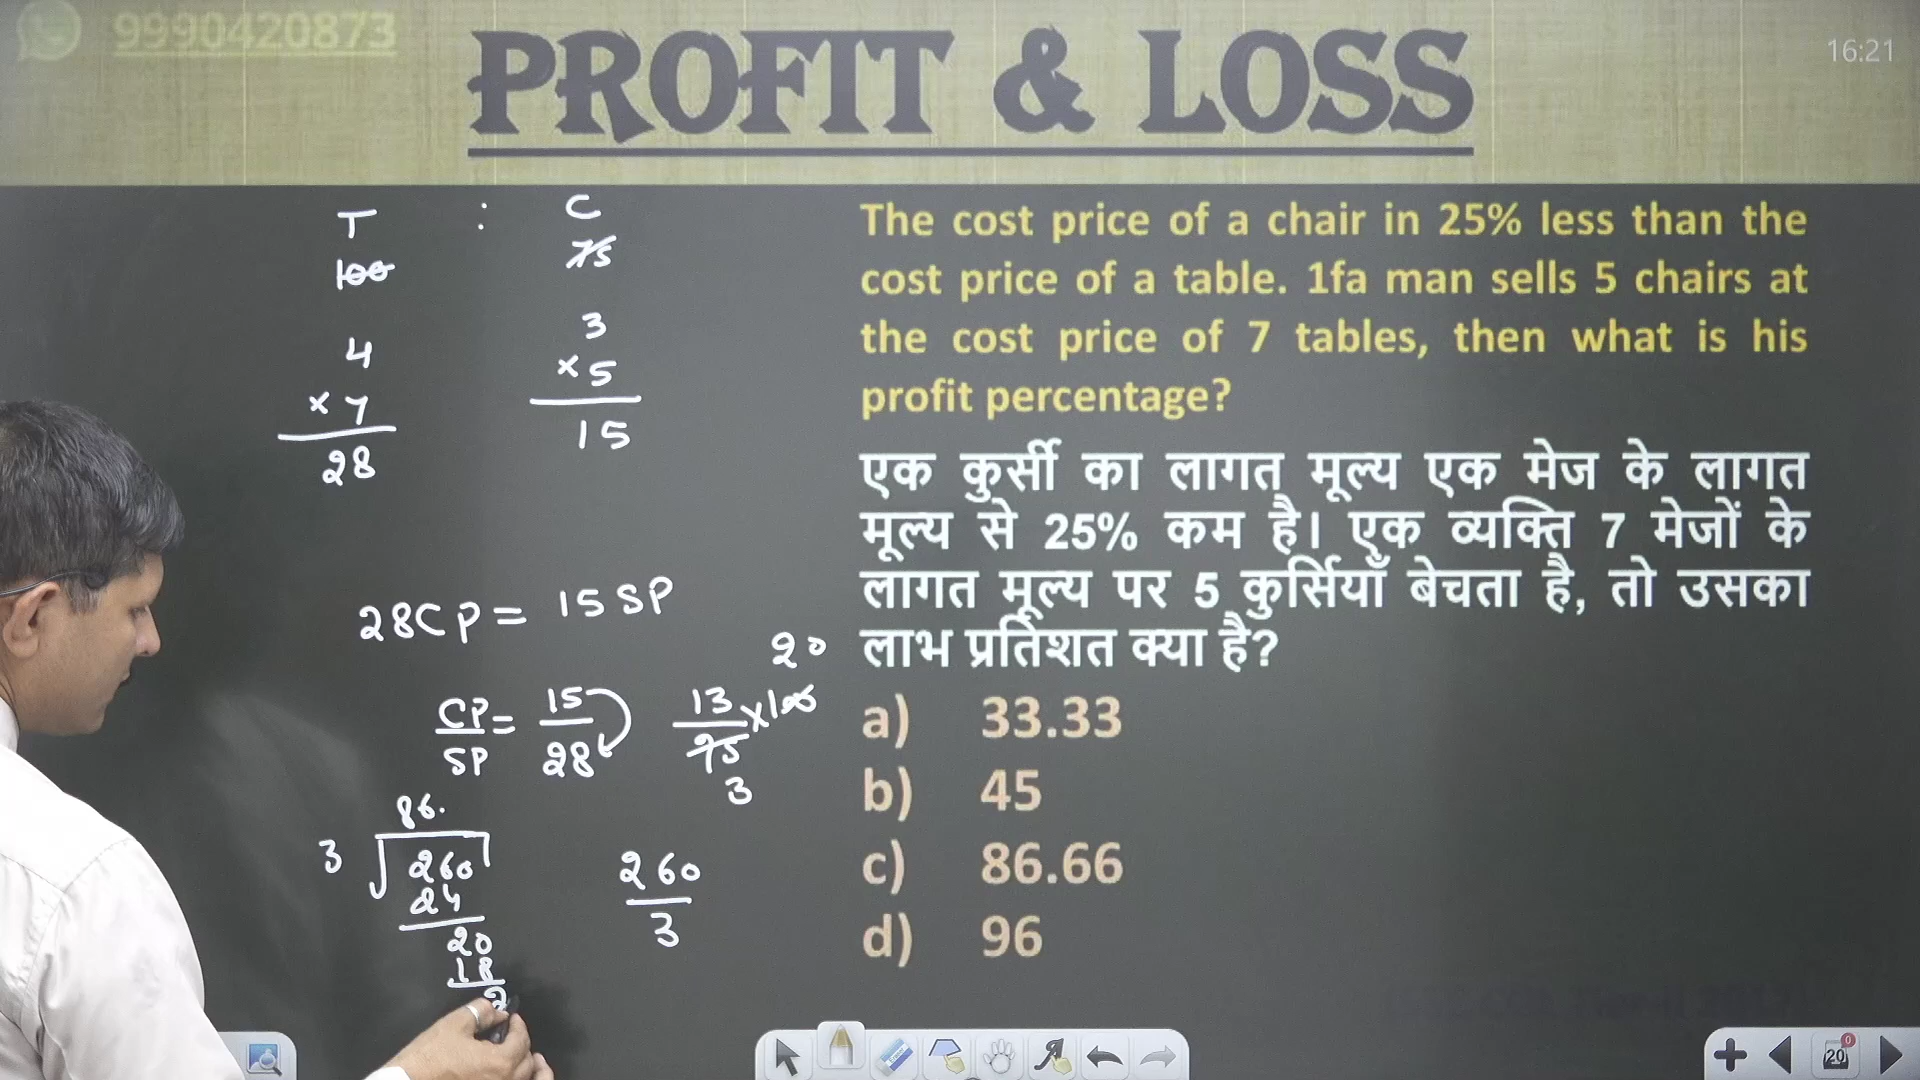 9990420873
PROFIT & LOSS
16:21
T : C
100 75
4 3
× 7 × 5
28 15
28CP = 15SP
CP/SP = 15/28
13/75 × 100
20
3
260/3
86.
3 260
24
20
18
2
The cost price of a chair in 25% less than the
cost price of a table. 1fa man sells 5 chairs at
the cost price of 7 tables, then what is his
profit percentage?
एक कुर्सी का लागत मूल्य एक मेज के लागत
मूल्य से 25% कम है। एक व्यक्ति 7 मेजों के
लागत मूल्य पर 5 कुर्सियाँ बेचता है, तो उसका
लाभ प्रतिशत क्या है?
a) 33.33
b) 45
c) 86.66
d) 96
20
0